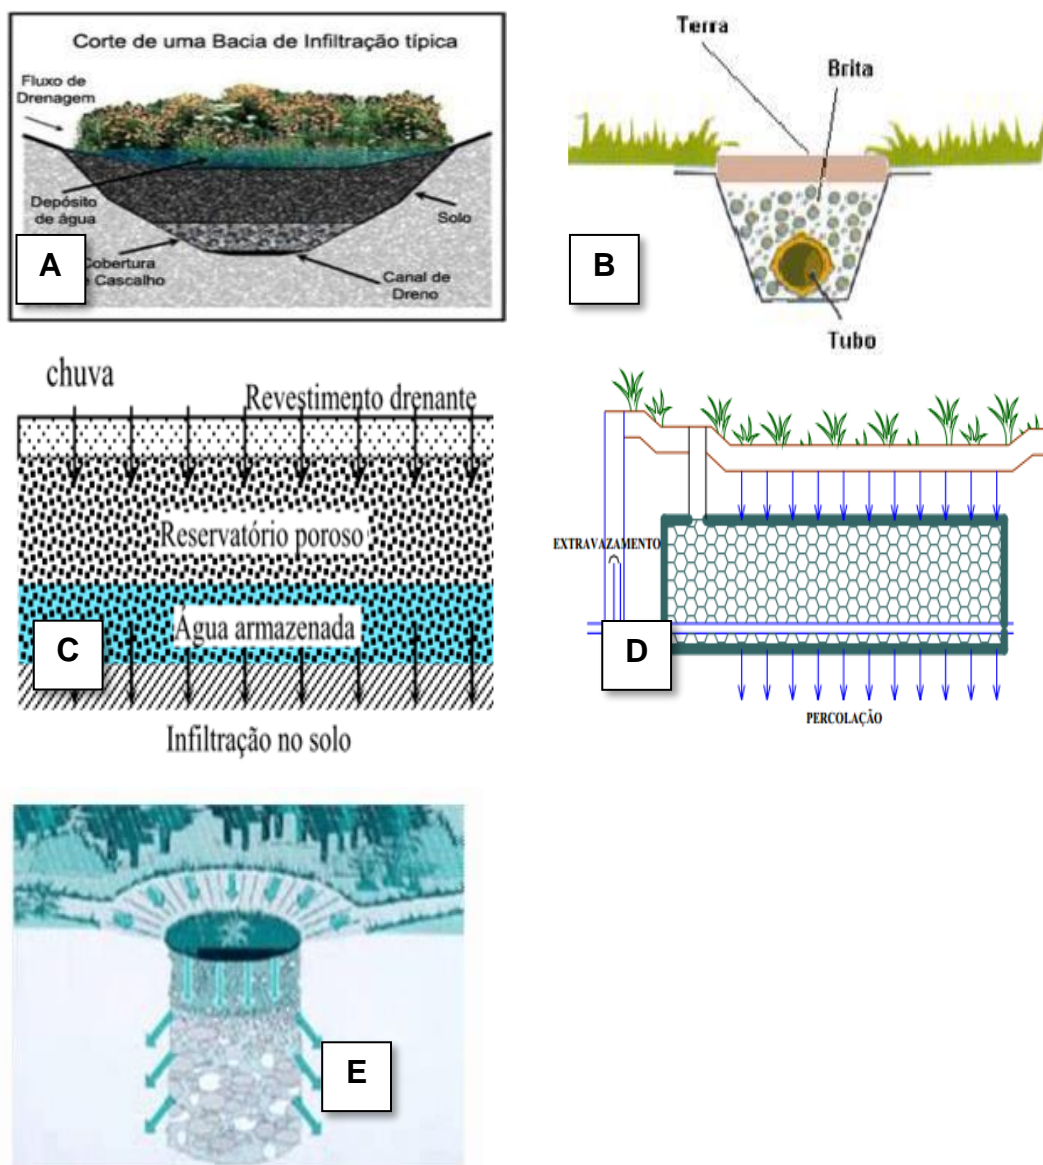 Corte de uma Bacia de Infiltração típica
Fluxo de
Drenagem
Depósito
de água
Solo
A
Cobertura
Cascalho
Canal de
Dreno
Terra
Brita
B
Tubo
chuva
Revestimento drenante
Reservatório poroso
Água armazenada
C
Infiltração no solo
EXTRAVAZAMENTO
D
PERCOLAÇÃO
E